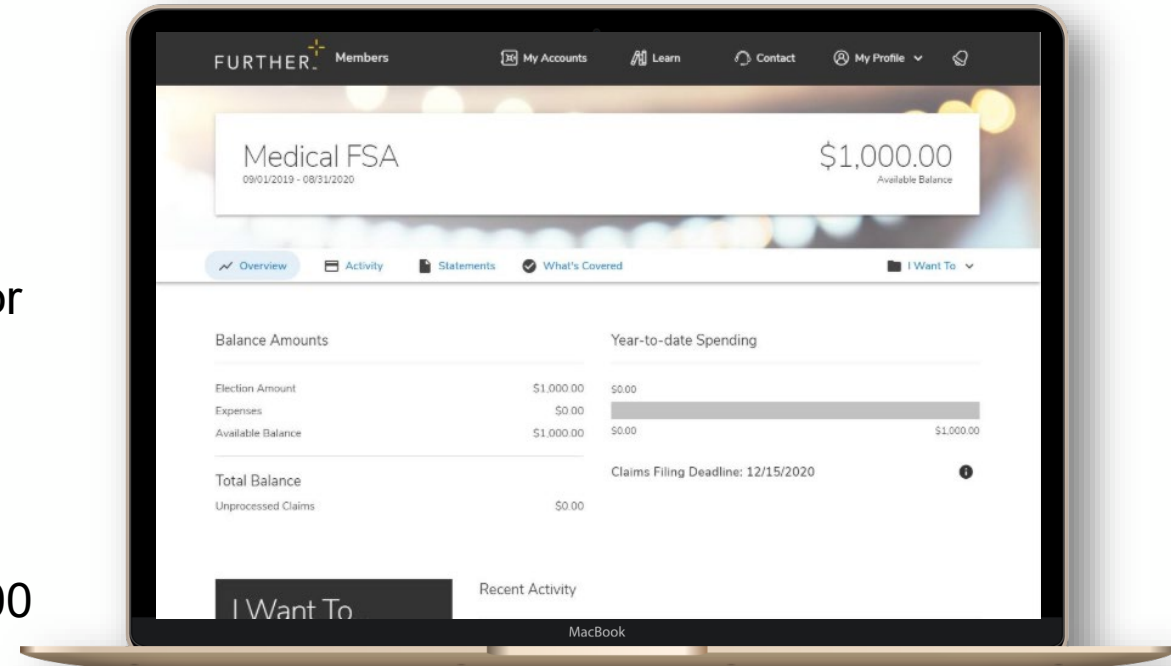 or
00
FURTHER
Members
My Accounts
Learn
Contact
My Profile
Medical FSA
09/01/2019 - 08/31/2020
$1,000.00
Available Balance
Overview
Activity
Statements
What's Covered
I Want To
Balance Amounts
Election Amount $1,000.00
Expenses $0.00
Available Balance $1,000.00
Total Balance
Unprocessed Claims $0.00
Year-to-date Spending
$0.00
$0.00 $1,000.00
Claims Filing Deadline: 12/15/2020
I Want To
Recent Activity
MacBook